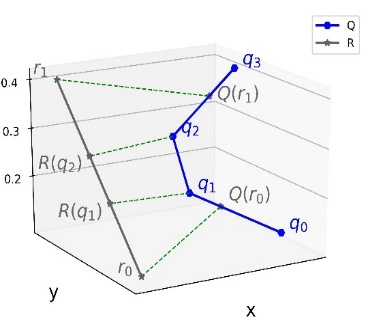 Q
R
r₁
q₃
0.4
Q(r₁)
0.3
q₂
R(q₂)
0.2
q₁
Q(r₀)
R(q₁)
q₀
r₀
y
x